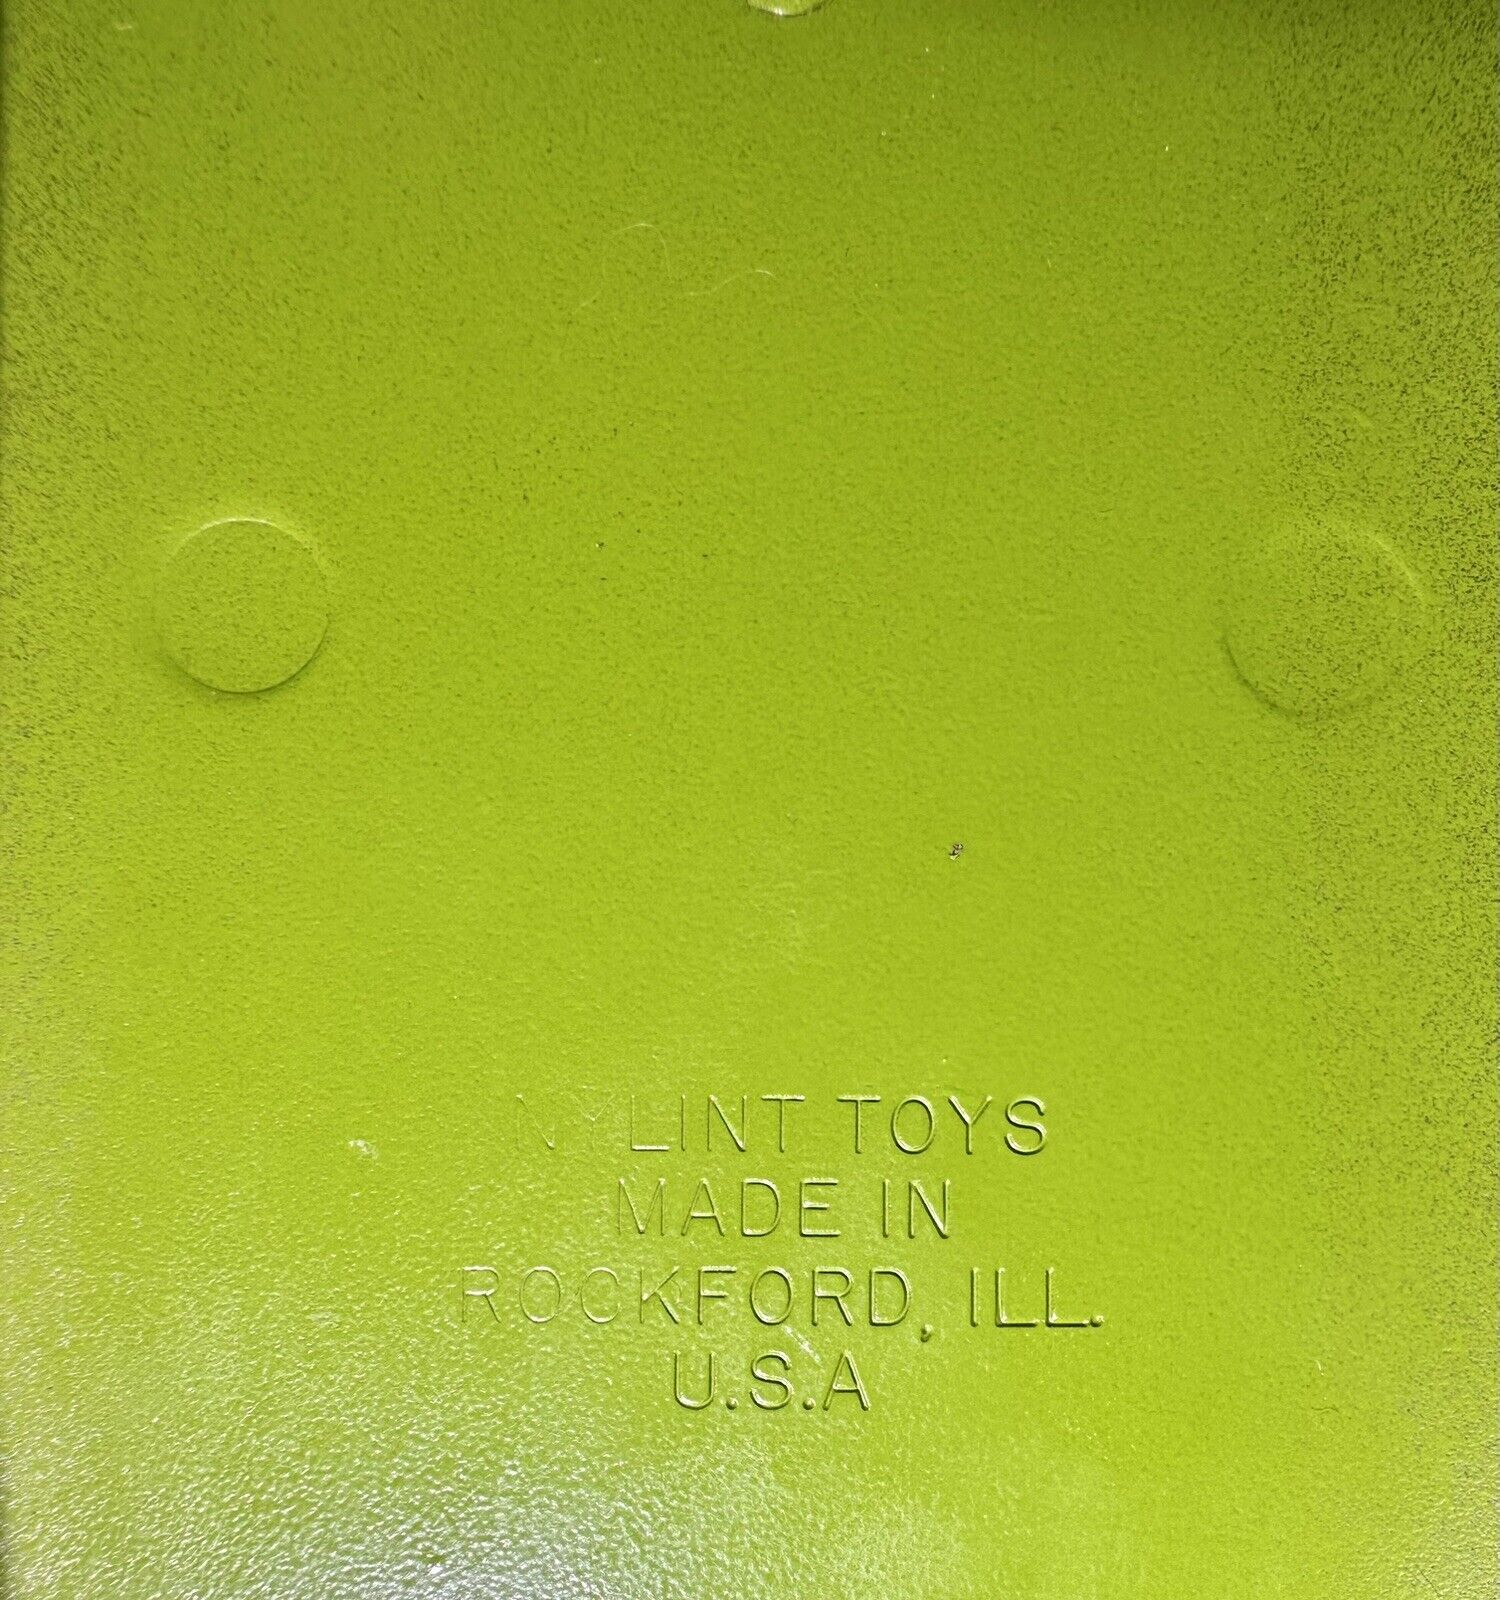 NYLINT TOYS
MADE IN
ROCKFORD, ILL.
U.S.A